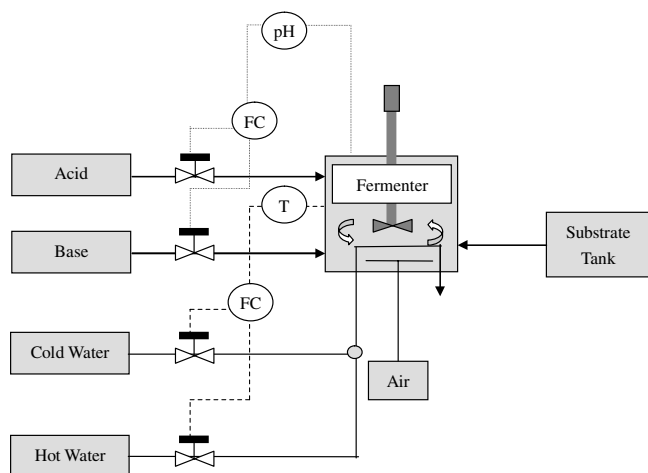 pH
FC
Acid
Fermenter
T
Base
Substrate
Tank
FC
Cold Water
Air
Hot Water